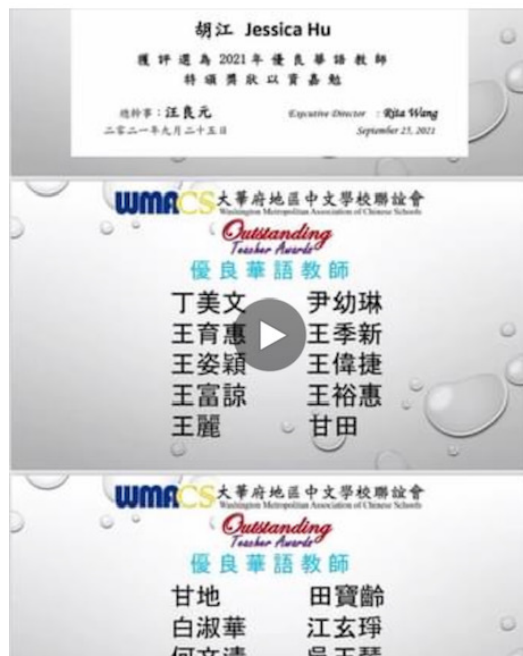 胡江 Jessica Hu
獲評選為2021年優良華語教師
特頒獎狀以資嘉勉
總幹事：汪良元
Executive Director : Rita Wang
二零二一年九月二十五日
September 25, 2021
WMACS 大華府地區中文學校聯誼會
Washington Metropolitan Association of Chinese Schools
Outstanding
Teacher Awards
優良華語教師
丁美文 尹幼琳
王育惠 王季新
王姿穎 王偉捷
王富諒 王裕惠
王麗 甘田
WMACS 大華府地區中文學校聯誼會
Washington Metropolitan Association of Chinese Schools
Outstanding
Teacher Awards
優良華語教師
甘地 田寶齡
白淑華 江玄琤